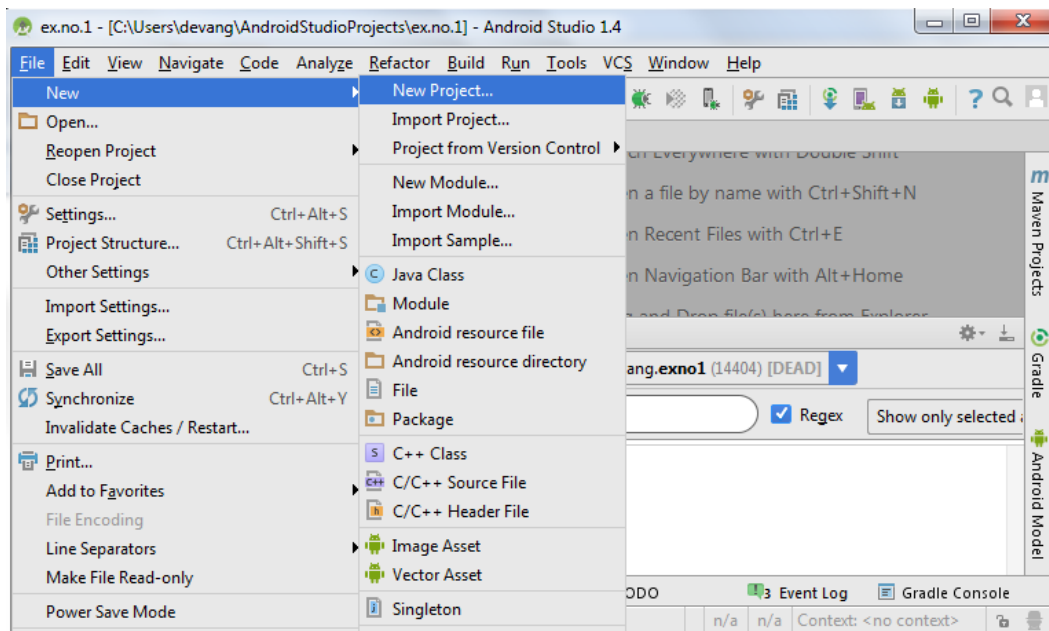 ex.no.1 - [C:\Users\devang\AndroidStudioProjects\ex.no.1] - Android Studio 1.4
File Edit View Navigate Code Analyze Refactor Build Run Tools VCS Window Help
New
Open...
Reopen Project
Close Project
Settings... Ctrl+Alt+S
Project Structure... Ctrl+Alt+Shift+S
Other Settings
Import Settings...
Export Settings...
Save All Ctrl+S
Synchronize Ctrl+Alt+Y
Invalidate Caches / Restart...
Print...
Add to Favorites
File Encoding
Line Separators
Make File Read-only
Power Save Mode
New Project...
Import Project...
Project from Version Control
New Module...
Import Module...
Import Sample...
Java Class
Module
Android resource file
Android resource directory
File
Package
C++ Class
C/C++ Source File
C/C++ Header File
Image Asset
Vector Asset
Singleton
ch Everywhere with Double Shift
n a file by name with Ctrl+Shift+N
n Recent Files with Ctrl+E
n Navigation Bar with Alt+Home
and Drop file(s) here from Explorer
ang.exno1 (14404) [DEAD]
Regex
Show only selected
ODO
3 Event Log
Gradle Console
n/a n/a Context: <no context>
Maven Projects
Gradle
Android Model